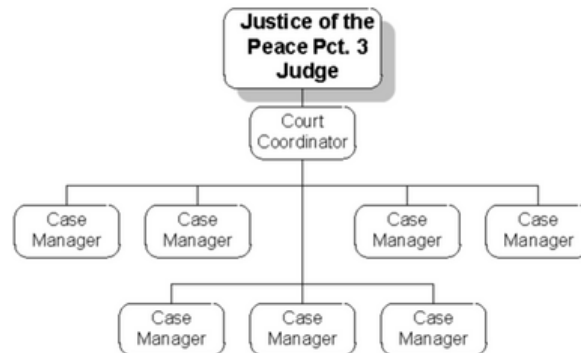 Justice of the
Peace Pct. 3
Judge
Court
Coordinator
Case
Manager
Case
Manager
Case
Manager
Case
Manager
Case
Manager
Case
Manager
Case
Manager